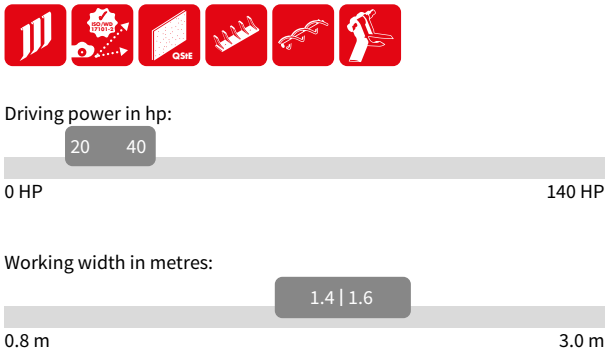 ISO/WD
17101-2
QStE
Driving power in hp:
20 40
0 HP 140 HP
Working width in metres:
1.4 | 1.6
0.8 m 3.0 m